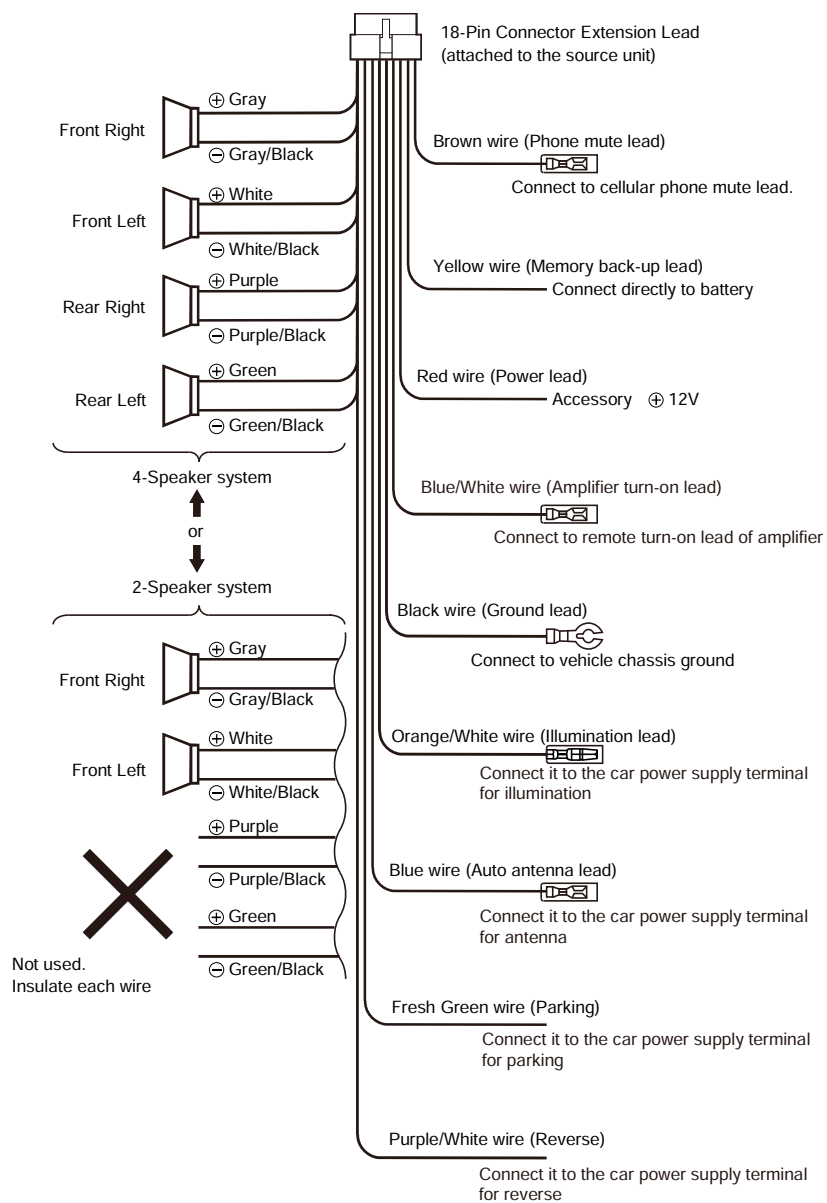 18-Pin Connector Extension Lead
(attached to the source unit)
Front Right
⊕ Gray
⊖ Gray/Black
Front Left
⊕ White
⊖ White/Black
Rear Right
⊕ Purple
⊖ Purple/Black
Rear Left
⊕ Green
⊖ Green/Black
4-Speaker system
or
2-Speaker system
Front Right
⊕ Gray
⊖ Gray/Black
Front Left
⊕ White
⊖ White/Black
⊕ Purple
⊖ Purple/Black
⊕ Green
⊖ Green/Black
Not used.
Insulate each wire
Brown wire (Phone mute lead)
Connect to cellular phone mute lead.
Yellow wire (Memory back-up lead)
Connect directly to battery
Red wire (Power lead)
Accessory ⊕ 12V
Blue/White wire (Amplifier turn-on lead)
Connect to remote turn-on lead of amplifier
Black wire (Ground lead)
Connect to vehicle chassis ground
Orange/White wire (Illumination lead)
Connect it to the car power supply terminal
for illumination
Blue wire (Auto antenna lead)
Connect it to the car power supply terminal
for antenna
Fresh Green wire (Parking)
Connect it to the car power supply terminal
for parking
Purple/White wire (Reverse)
Connect it to the car power supply terminal
for reverse